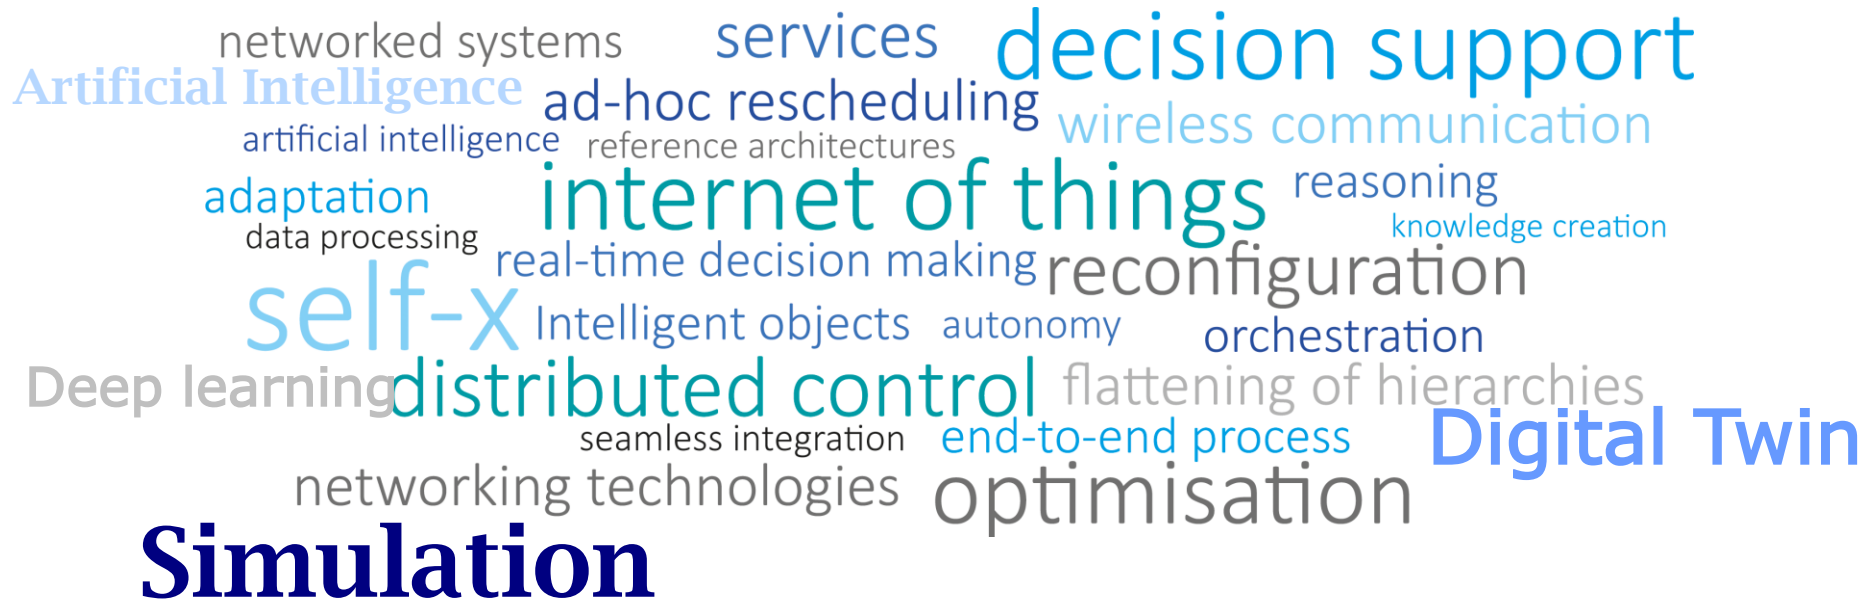 networked systems
services
decision support
Artificial Intelligence
ad-hoc rescheduling
wireless communication
artificial intelligence
reference architectures
internet of things
reasoning
adaptation
knowledge creation
data processing
real-time decision making
reconfiguration
self-x
Intelligent objects
autonomy
orchestration
Deep learning
distributed control
flattening of hierarchies
seamless integration
end-to-end process
Digital Twin
networking technologies
optimisation
Simulation